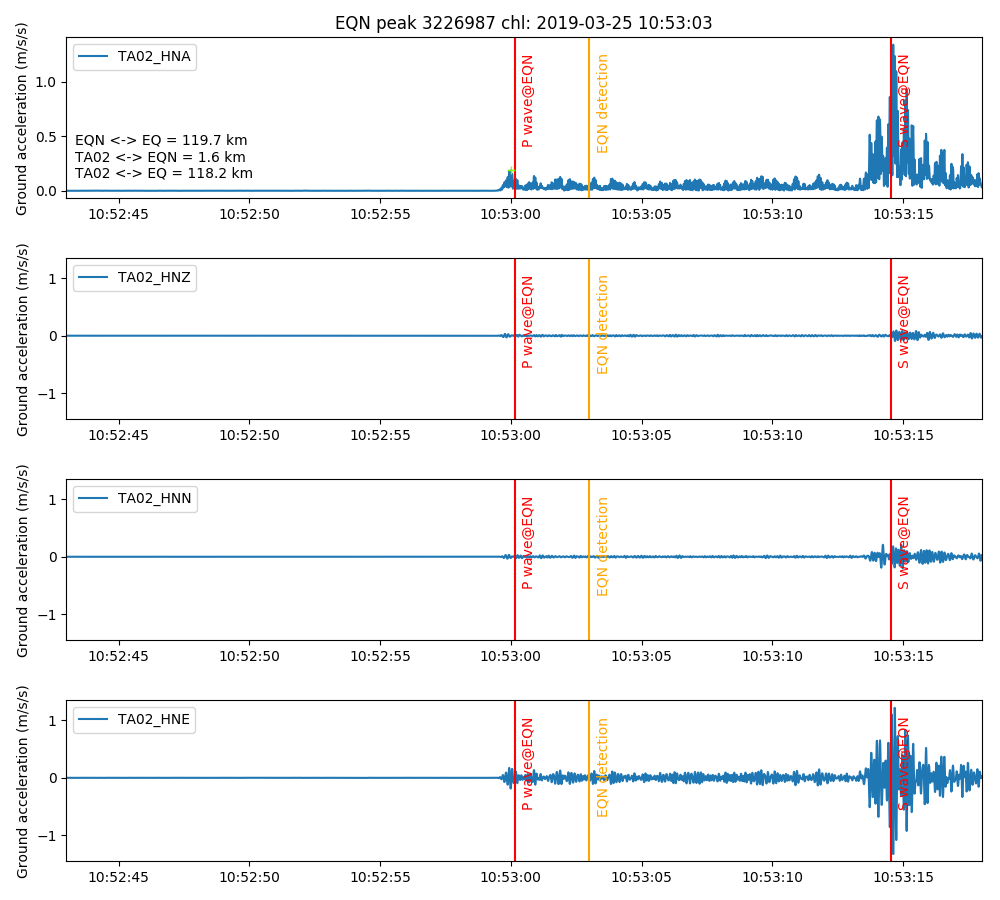 EQN peak 3226987 chl: 2019-03-25 10:53:03
Ground acceleration (m/s/s)
1.0
0.5
0.0
TA02_HNA
EQN <-> EQ = 119.7 km
TA02 <-> EQN = 1.6 km
TA02 <-> EQ = 118.2 km
P wave@EQN
EQN detection
S wave@EQN
10:52:45 10:52:50 10:52:55 10:53:00 10:53:05 10:53:10 10:53:15
Ground acceleration (m/s/s)
1
0
−1
TA02_HNZ
P wave@EQN
EQN detection
S wave@EQN
10:52:45 10:52:50 10:52:55 10:53:00 10:53:05 10:53:10 10:53:15
Ground acceleration (m/s/s)
1
0
−1
TA02_HNN
P wave@EQN
EQN detection
S wave@EQN
10:52:45 10:52:50 10:52:55 10:53:00 10:53:05 10:53:10 10:53:15
Ground acceleration (m/s/s)
1
0
−1
TA02_HNE
P wave@EQN
EQN detection
S wave@EQN
10:52:45 10:52:50 10:52:55 10:53:00 10:53:05 10:53:10 10:53:15